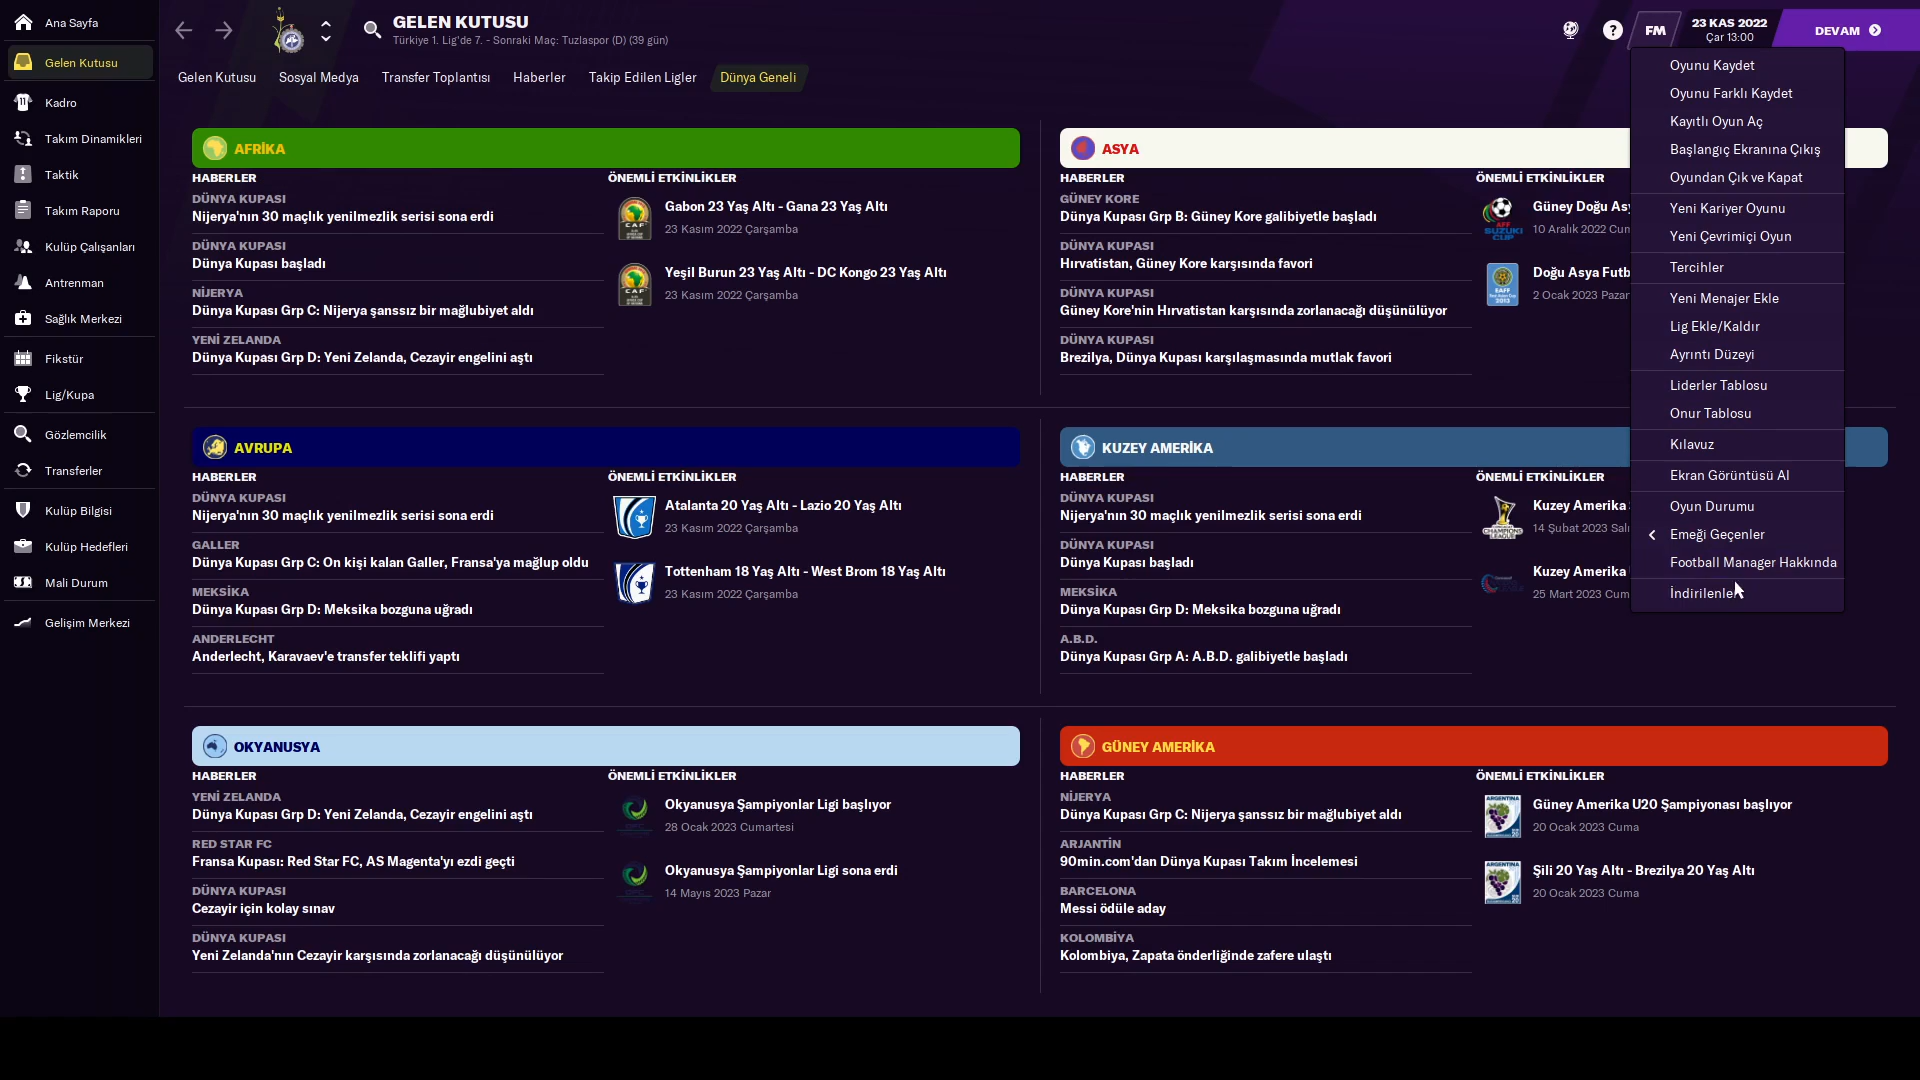 Ana Sayfa
Gelen Kutusu
Kadro
Takım Dinamikleri
Taktik
Takım Raporu
Kulüp Çalışanları
Antrenman
Sağlık Merkezi
Fikstür
Lig/Kupa
Gözlemcilik
Transferler
Kulüp Bilgisi
Kulüp Hedefleri
Mali Durum
Gelişim Merkezi
GELEN KUTUSU
Türkiye 1. Lig'de 7. - Sonraki Maç: Tuzlaspor (D) (39 gün)
FM
23 KAS 2022
Çar 13:00
DEVAM
Gelen Kutusu
Sosyal Medya
Transfer Toplantısı
Haberler
Takip Edilen Ligler
Dünya Geneli
AFRİKA
HABERLER
DÜNYA KUPASI
Nijerya'nın 30 maçlık yenilmezlik serisi sona erdi
DÜNYA KUPASI
Dünya Kupası başladı
NİJERYA
Dünya Kupası Grp C: Nijerya şanssız bir mağlubiyet aldı
YENİ ZELANDA
Dünya Kupası Grp D: Yeni Zelanda, Cezayir engelini aştı
ÖNEMLİ ETKİNLİKLER
Gabon 23 Yaş Altı - Gana 23 Yaş Altı
23 Kasım 2022 Çarşamba
Yeşil Burun 23 Yaş Altı - DC Kongo 23 Yaş Altı
23 Kasım 2022 Çarşamba
ASYA
HABERLER
GÜNEY KORE
Dünya Kupası Grp B: Güney Kore galibiyetle başladı
DÜNYA KUPASI
Hırvatistan, Güney Kore karşısında favori
DÜNYA KUPASI
Güney Kore'nin Hırvatistan karşısında zorlanacağı düşünülüyor
DÜNYA KUPASI
Brezilya, Dünya Kupası karşılaşmasında mutlak favori
ÖNEMLİ ETKİNLİKLER
Güney Doğu Asy
10 Aralık 2022 Cum
Doğu Asya Futb
2 Ocak 2023 Pazar
AVRUPA
HABERLER
DÜNYA KUPASI
Nijerya'nın 30 maçlık yenilmezlik serisi sona erdi
GALLER
Dünya Kupası Grp C: On kişi kalan Galler, Fransa'ya mağlup oldu
MEKSİKA
Dünya Kupası Grp D: Meksika bozguna uğradı
ANDERLECHT
Anderlecht, Karavaev'e transfer teklifi yaptı
ÖNEMLİ ETKİNLİKLER
Atalanta 20 Yaş Altı - Lazio 20 Yaş Altı
23 Kasım 2022 Çarşamba
Tottenham 18 Yaş Altı - West Brom 18 Yaş Altı
23 Kasım 2022 Çarşamba
KUZEY AMERİKA
HABERLER
DÜNYA KUPASI
Nijerya'nın 30 maçlık yenilmezlik serisi sona erdi
DÜNYA KUPASI
Dünya Kupası başladı
MEKSİKA
Dünya Kupası Grp D: Meksika bozguna uğradı
A.B.D.
Dünya Kupası Grp A: A.B.D. galibiyetle başladı
ÖNEMLİ ETKİNLİKLER
Kuzey Amerika
14 Şubat 2023 Salı
Kuzey Amerika
25 Mart 2023 Cum
OKYANUSYA
HABERLER
YENİ ZELANDA
Dünya Kupası Grp D: Yeni Zelanda, Cezayir engelini aştı
RED STAR FC
Fransa Kupası: Red Star FC, AS Magenta'yı ezdi geçti
DÜNYA KUPASI
Cezayir için kolay sınav
DÜNYA KUPASI
Yeni Zelanda'nın Cezayir karşısında zorlanacağı düşünülüyor
ÖNEMLİ ETKİNLİKLER
Okyanusya Şampiyonlar Ligi başlıyor
28 Ocak 2023 Cumartesi
Okyanusya Şampiyonlar Ligi sona erdi
14 Mayıs 2023 Pazar
GÜNEY AMERİKA
HABERLER
NİJERYA
Dünya Kupası Grp C: Nijerya şanssız bir mağlubiyet aldı
ARJANTİN
90min.com'dan Dünya Kupası Takım İncelemesi
BARCELONA
Messi ödüle aday
KOLOMBİYA
Kolombiya, Zapata önderliğinde zafere ulaştı
ÖNEMLİ ETKİNLİKLER
Güney Amerika U20 Şampiyonası başlıyor
20 Ocak 2023 Cuma
Şili 20 Yaş Altı - Brezilya 20 Yaş Altı
20 Ocak 2023 Cuma
Oyunu Kaydet
Oyunu Farklı Kaydet
Kayıtlı Oyun Aç
Başlangıç Ekranına Çıkış
Oyundan Çık ve Kapat
Yeni Kariyer Oyunu
Yeni Çevrimiçi Oyun
Tercihler
Yeni Menajer Ekle
Lig Ekle/Kaldır
Ayrıntı Düzeyi
Liderler Tablosu
Onur Tablosu
Kılavuz
Ekran Görüntüsü Al
Oyun Durumu
Emeği Geçenler
Football Manager Hakkında
İndirilenle